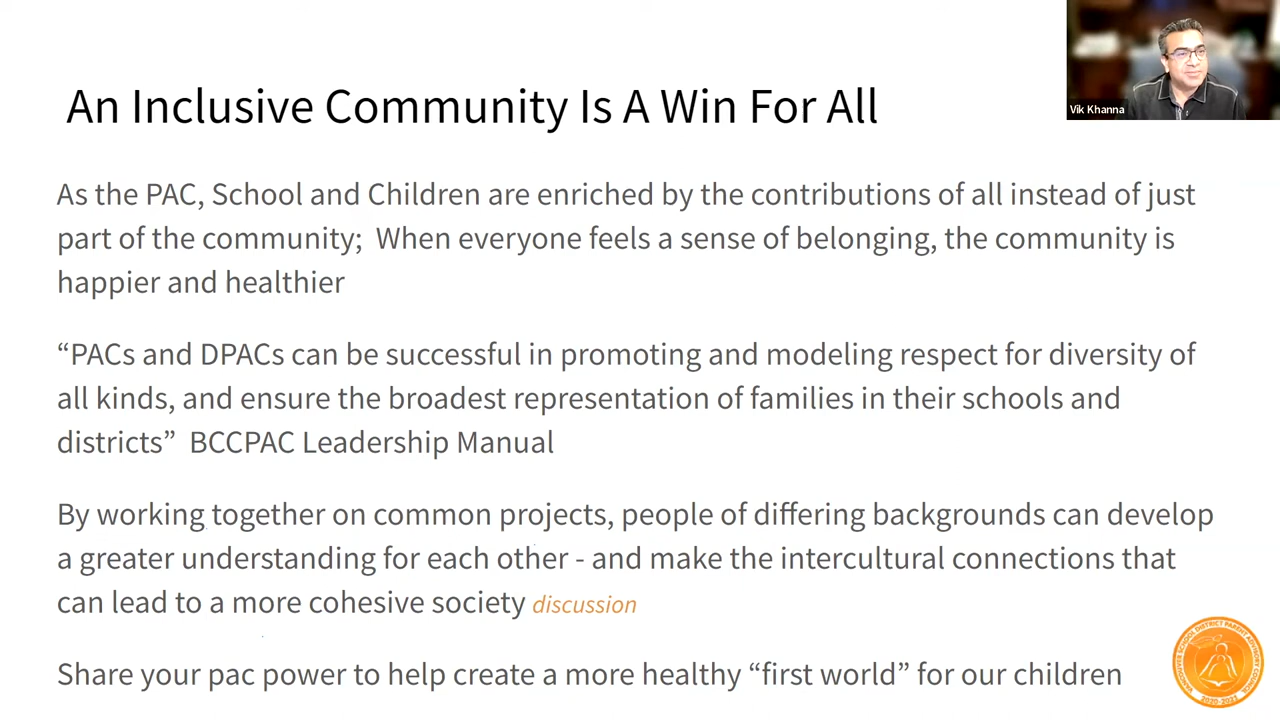 An Inclusive Community Is A Win For All
Vik Khanna
As the PAC, School and Children are enriched by the contributions of all instead of just
part of the community;  When everyone feels a sense of belonging, the community is
happier and healthier
“PACs and DPACs can be successful in promoting and modeling respect for diversity of
all kinds, and ensure the broadest representation of families in their schools and
districts”  BCCPAC Leadership Manual
By working together on common projects, people of differing backgrounds can develop
a greater understanding for each other - and make the intercultural connections that
can lead to a more cohesive society discussion
Share your pac power to help create a more healthy “first world” for our children
VANCOUVER SCHOOL DISTRICT PARENT ADVISORY COUNCIL